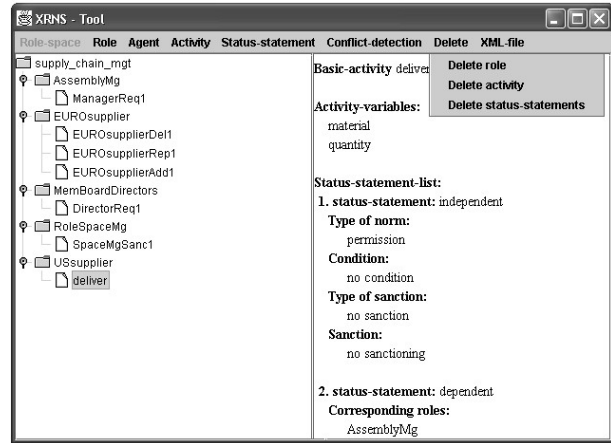 XRNS - Tool
Role-space Role Agent Activity Status-statement Conflict-detection Delete XML-file
Delete role
Delete activity
Delete status-statements
supply_chain_mgt
AssemblyMg
ManagerReq1
EUROsupplier
EUROsupplierDel1
EUROsupplierRep1
EUROsupplierAdd1
MemBoardDirectors
DirectorReq1
RoleSpaceMg
SpaceMgSanc1
USsupplier
deliver
Basic-activity deliver
Activity-variables:
material
quantity
Status-statement-list:
1. status-statement: independent
Type of norm:
permission
Condition:
no condition
Type of sanction:
no sanction
Sanction:
no sanctioning
2. status-statement: dependent
Corresponding roles:
AssemblyMg